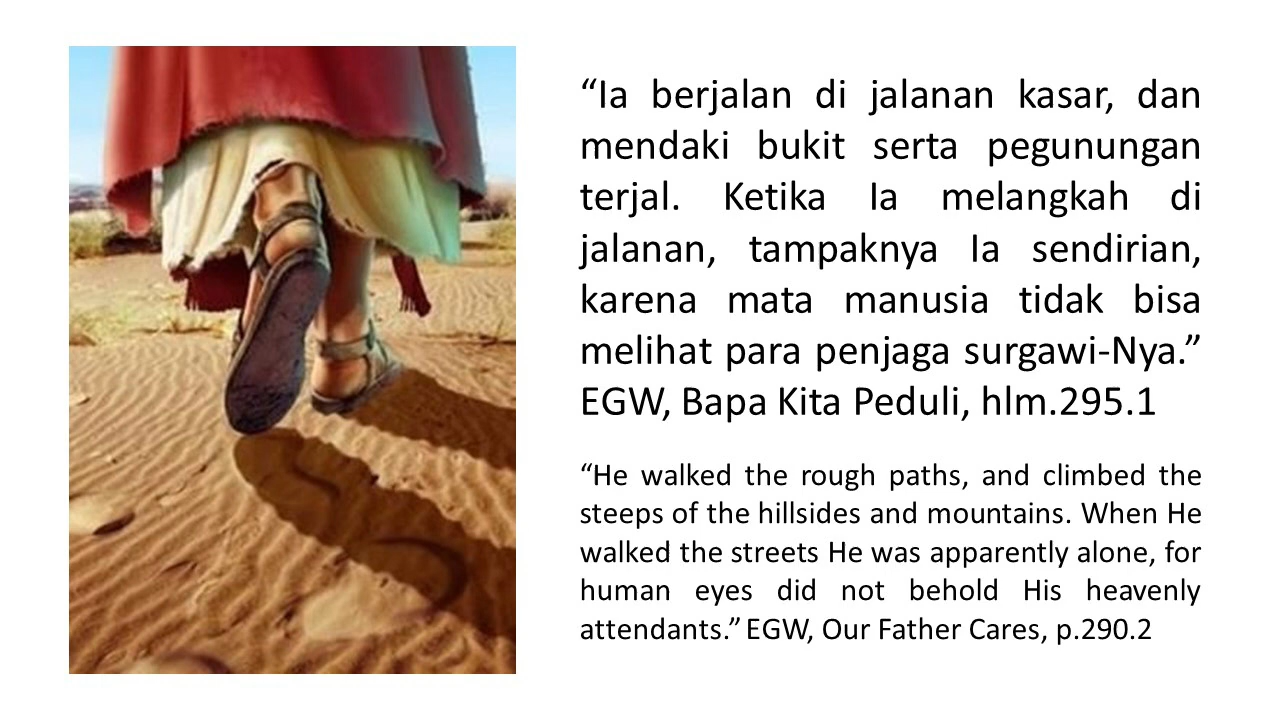 “Ia berjalan di jalanan kasar, dan
mendaki bukit serta pegunungan
terjal. Ketika Ia melangkah di
jalanan, tampaknya Ia sendirian,
karena mata manusia tidak bisa
melihat para penjaga surgawi-Nya.”
EGW, Bapa Kita Peduli, hlm.295.1
“He walked the rough paths, and climbed the
steeps of the hillsides and mountains. When He
walked the streets He was apparently alone, for
human eyes did not behold His heavenly
attendants.” EGW, Our Father Cares, p.290.2